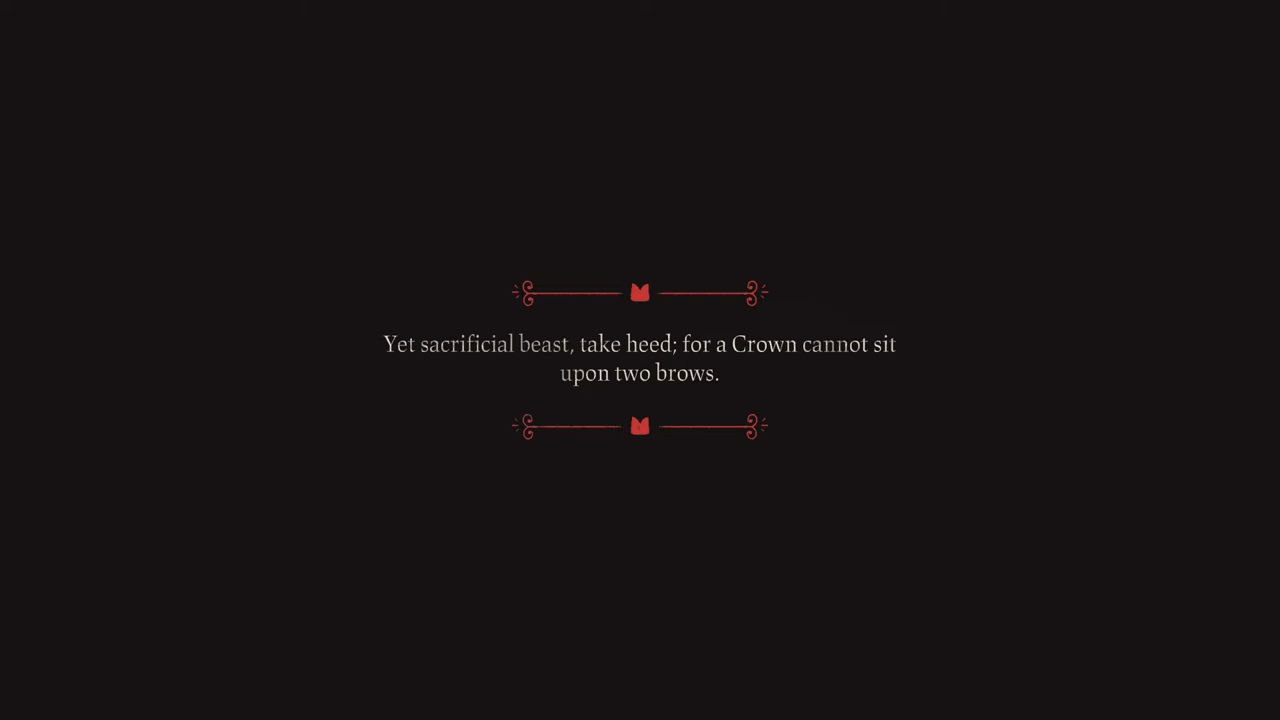 Yet sacrificial beast, take heed; for a Crown cannot sit
upon two brows.